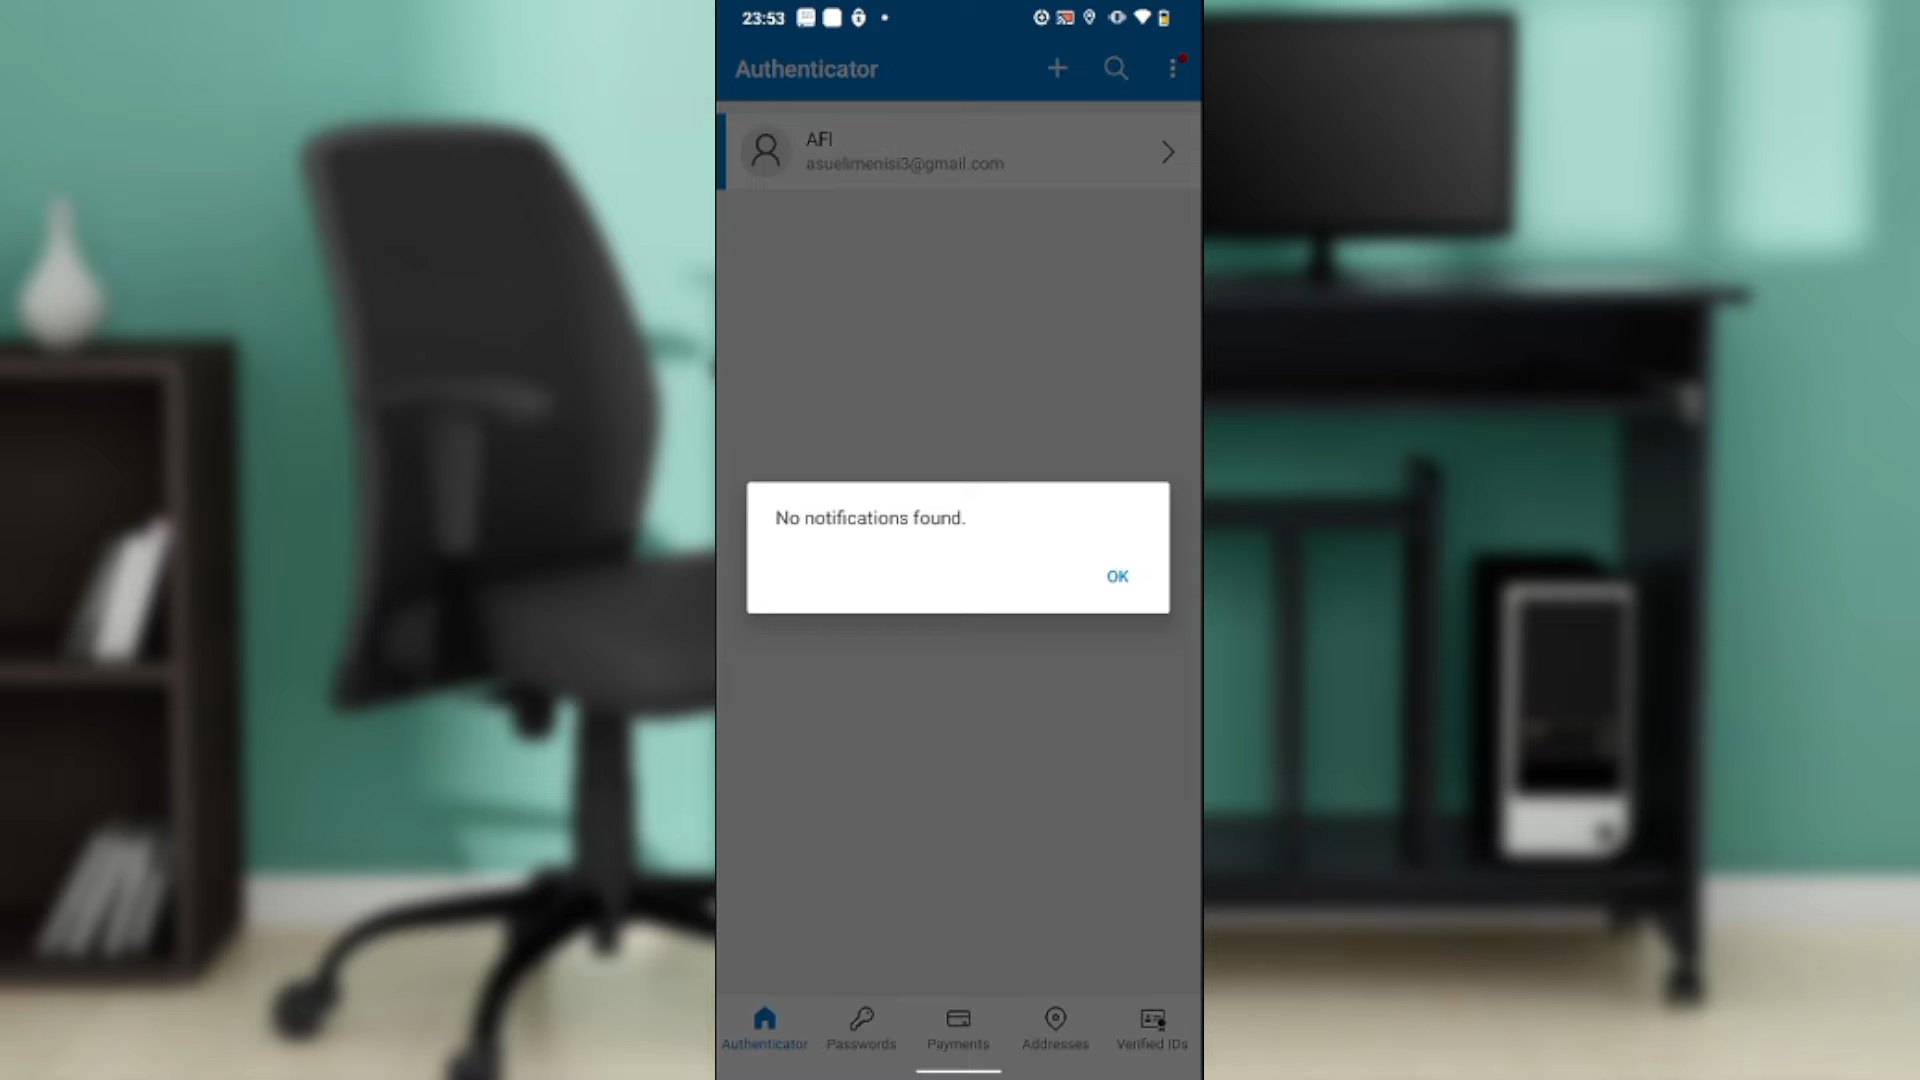 23:53
Authenticator
AFI
asuelimenisi3@gmail.com
No notifications found.
OK
Authenticator
Passwords
Payments
Addresses
Verified IDs